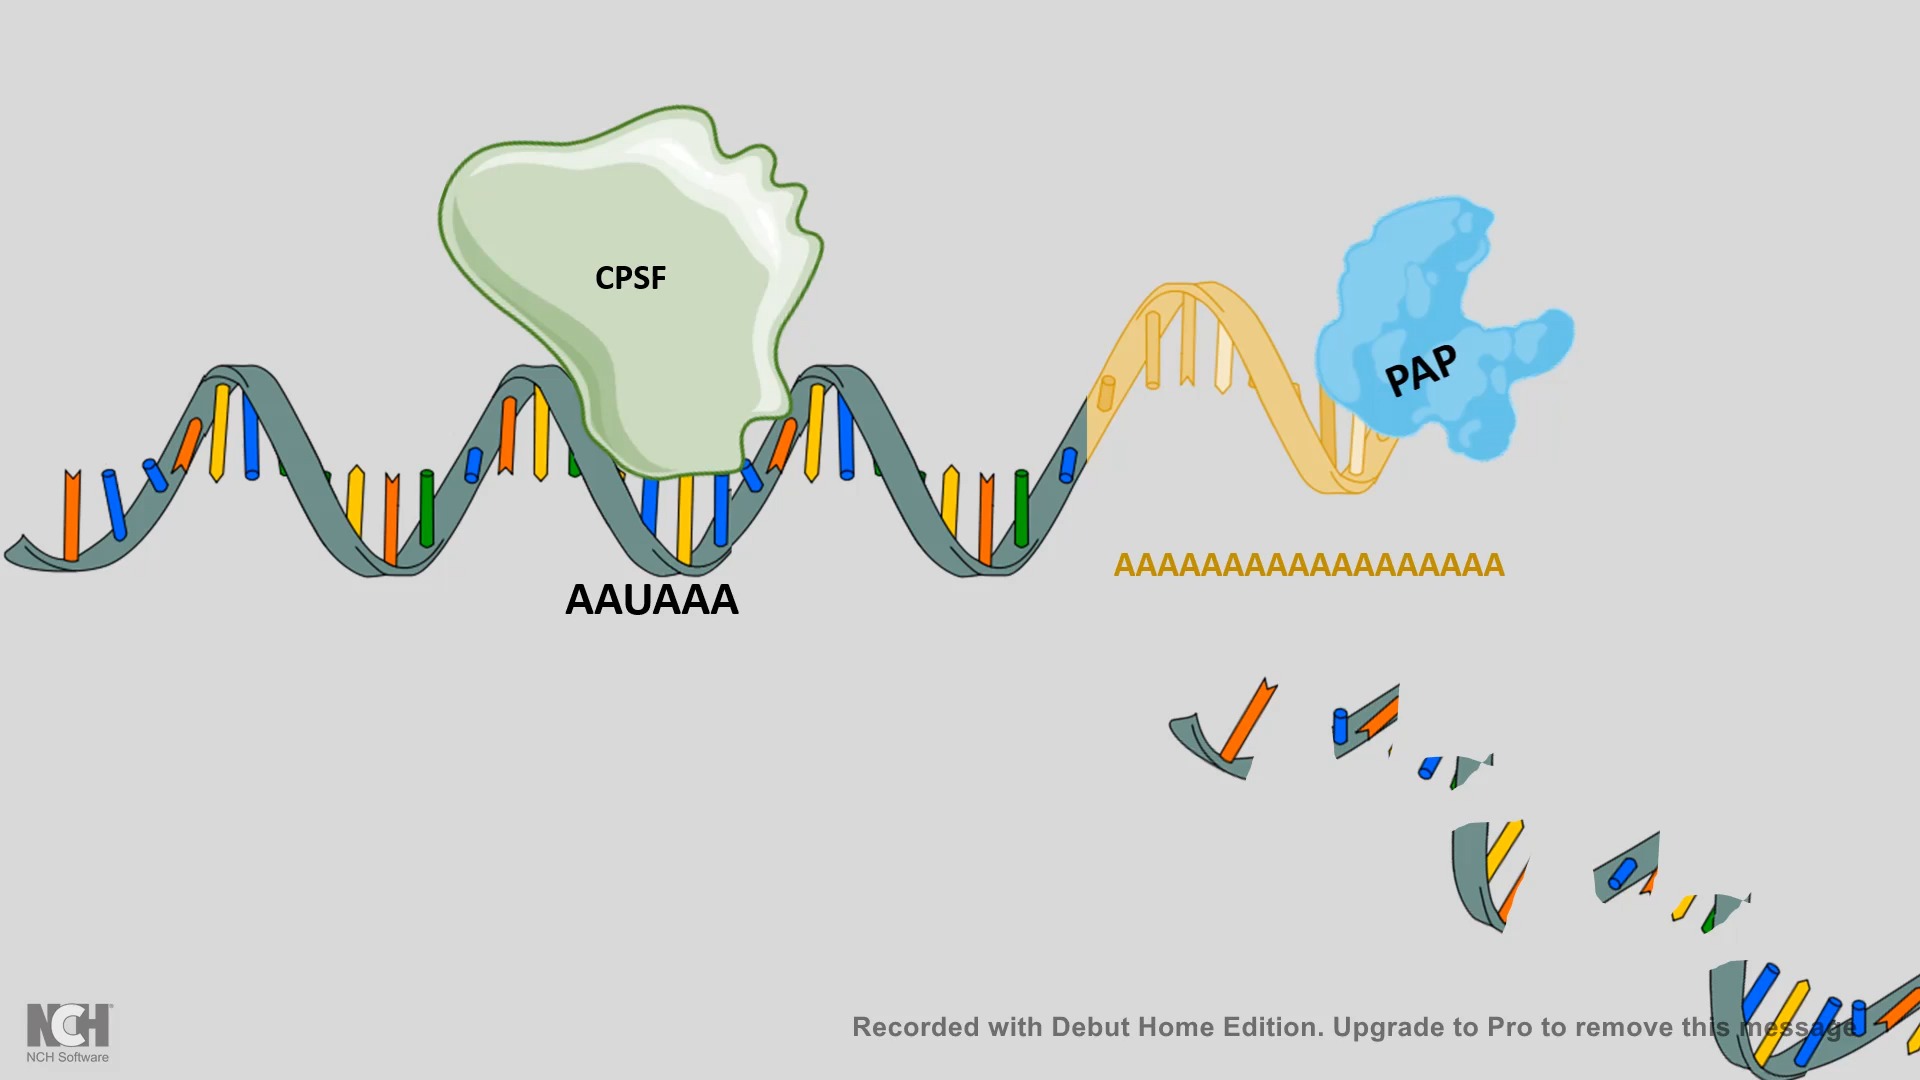 CPSF
PAP
AAAAAAAAAAAAAAAAAA
AAUAAA
NCH
NCH Software
Recorded with Debut Home Edition. Upgrade to Pro to remove this message